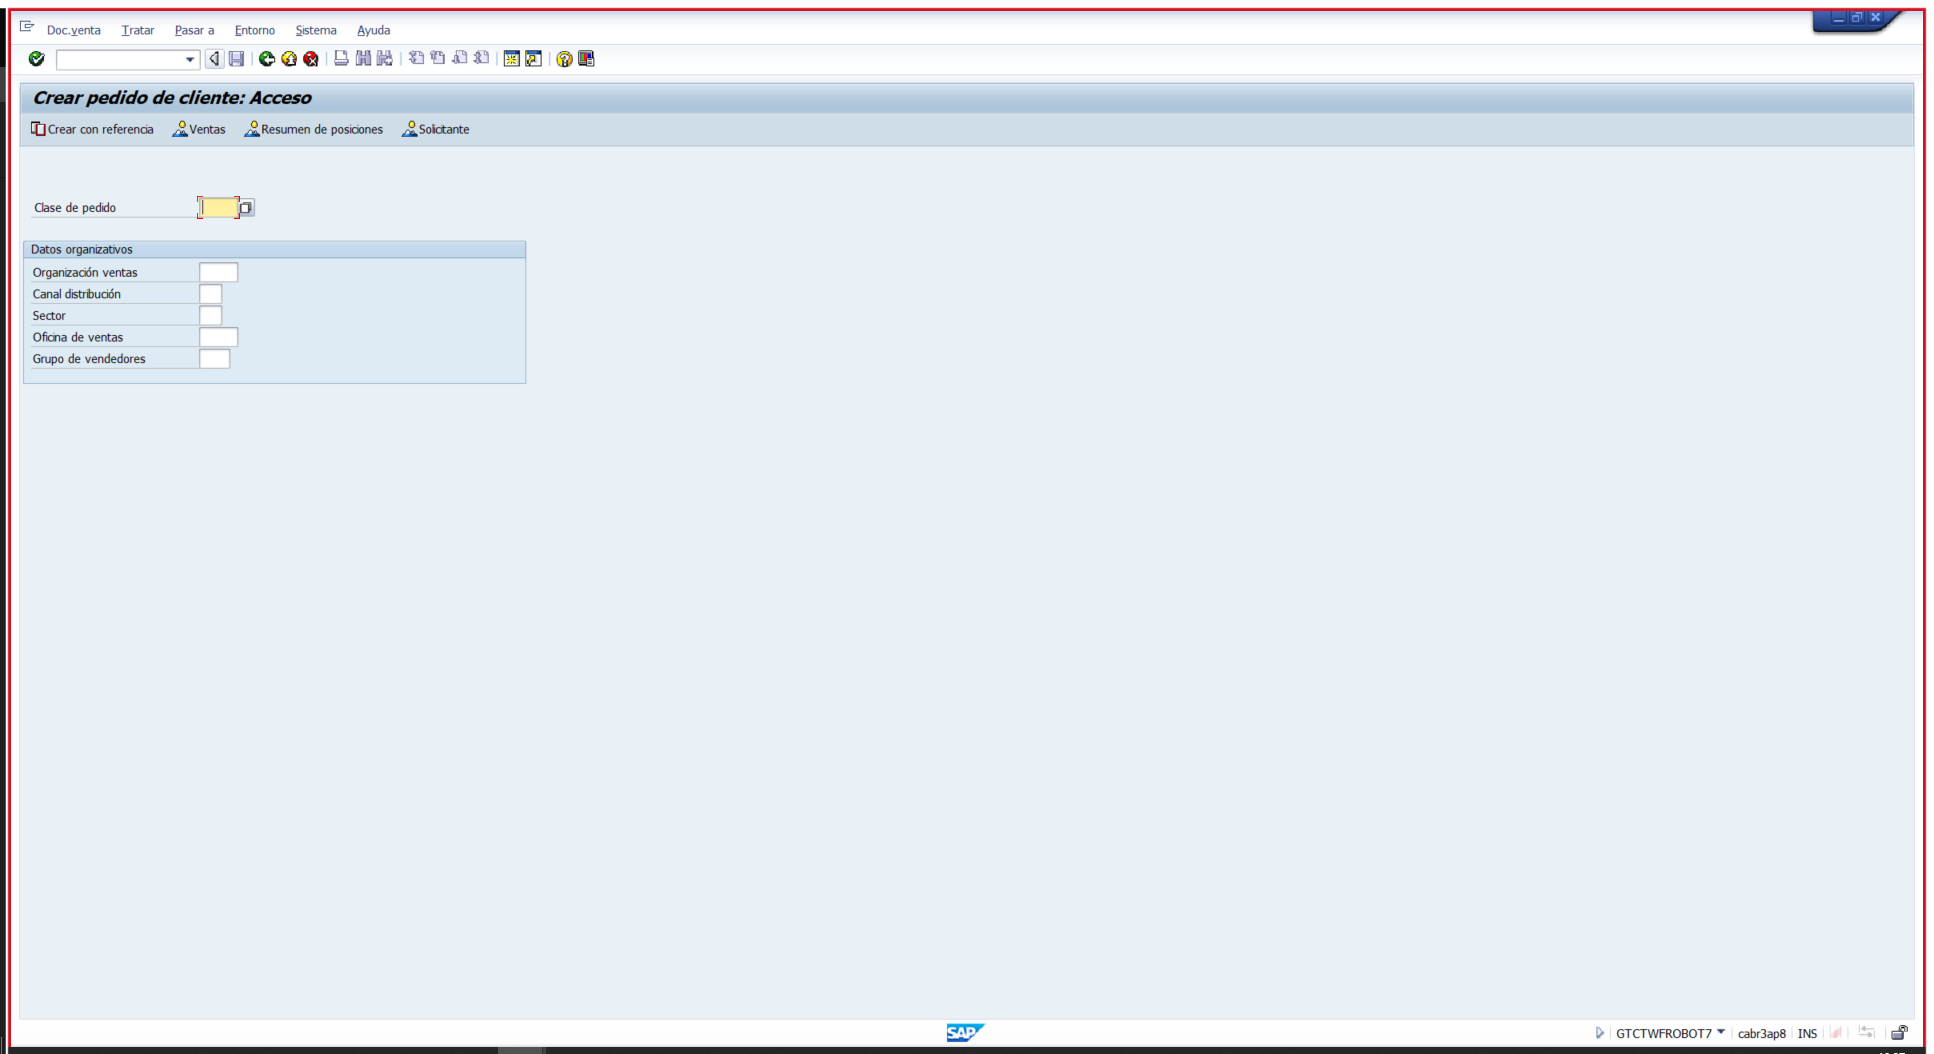 Doc.venta Tratar Pasar a Entorno Sistema Ayuda
Crear pedido de cliente: Acceso
Crear con referencia Ventas Resumen de posiciones Solicitante
Clase de pedido
Datos organizativos
Organización ventas
Canal distribución
Sector
Oficina de ventas
Grupo de vendedores
SAP
GTCTWFROBOT7 cabr3ap8 INS